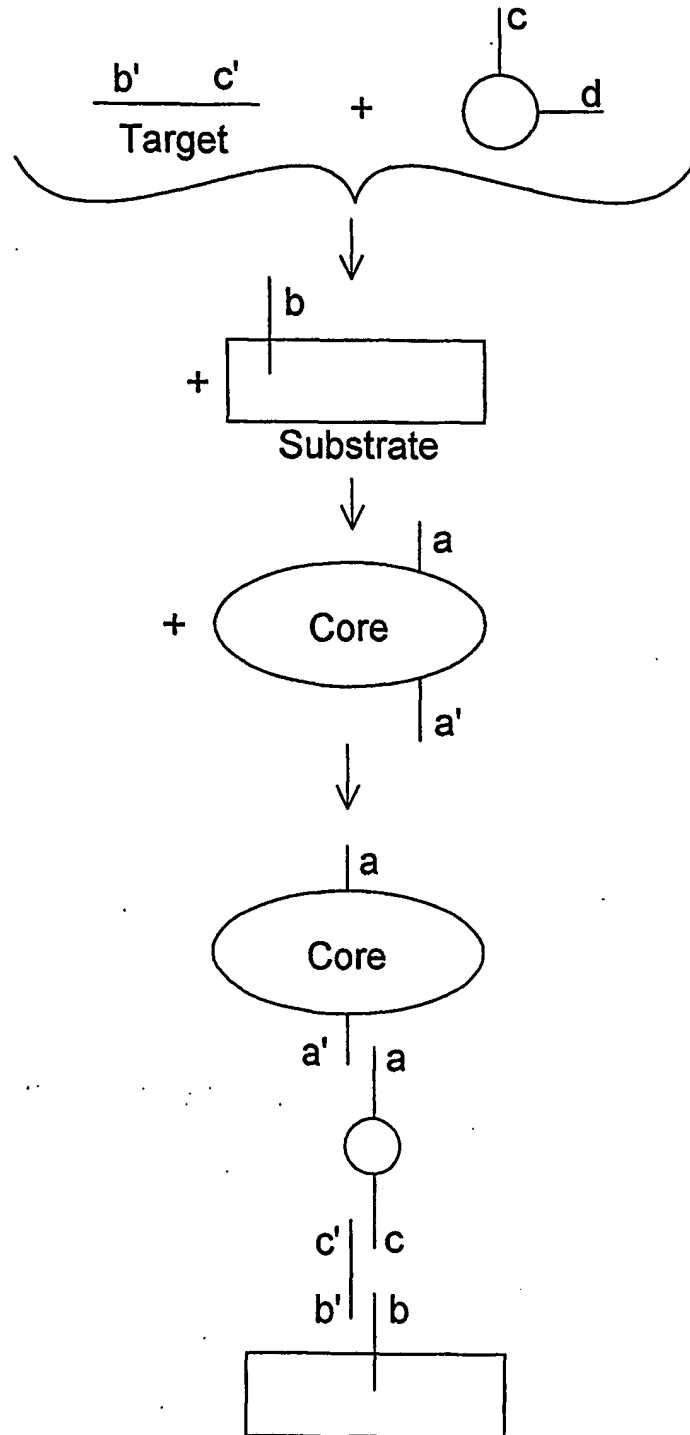 b' c' + c
d
Target
b
+
Substrate
a
+ Core
a'
a
Core
a' a
c' c
b' b